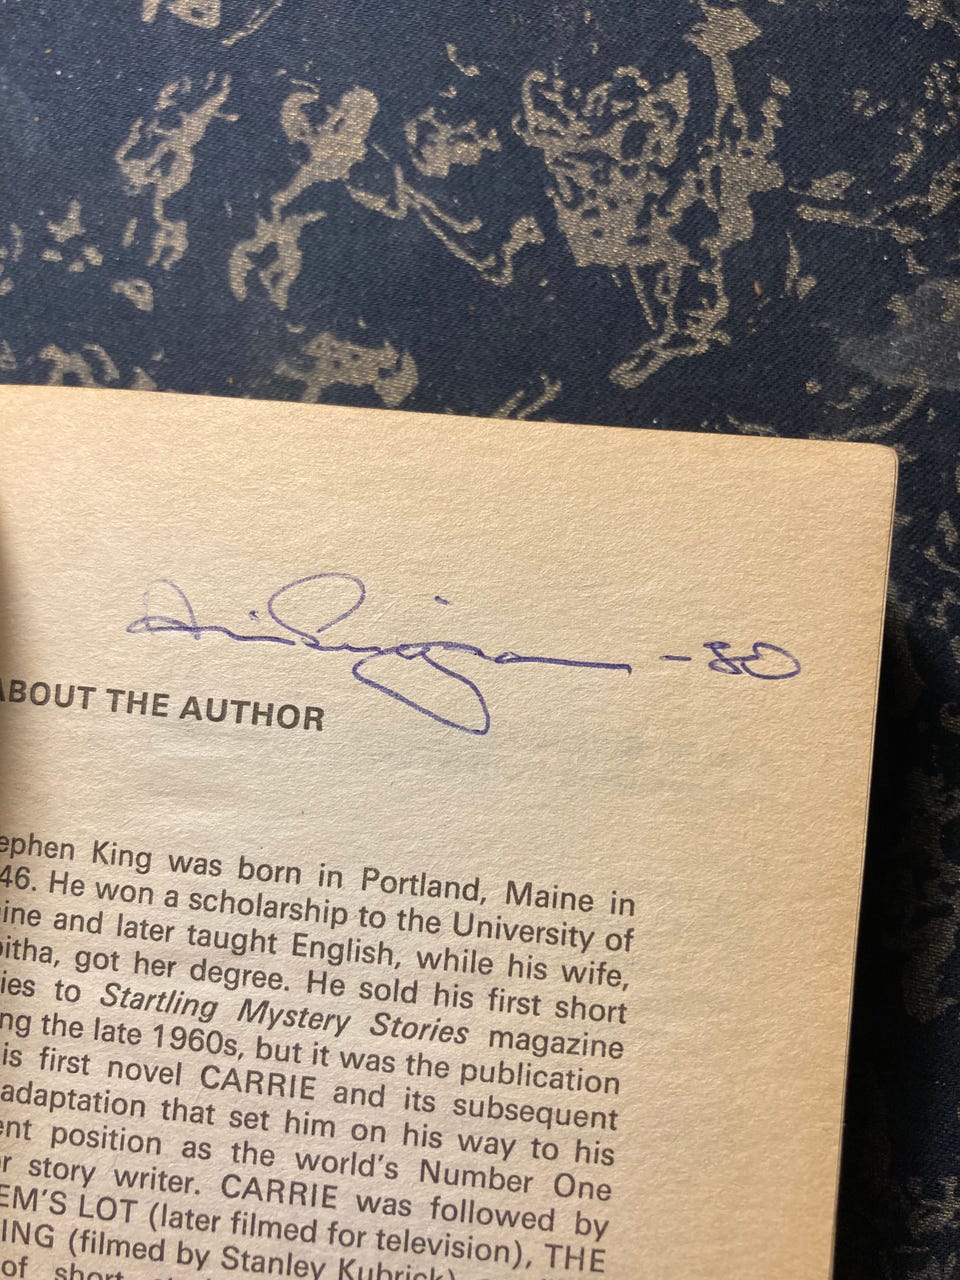 -80
ABOUT THE AUTHOR
ephen King was born in Portland, Maine in
46. He won a scholarship to the University of
ine and later taught English, while his wife,
bitha, got her degree. He sold his first short
ies to Startling Mystery Stories magazine
ng the late 1960s, but it was the publication
is first novel CARRIE and its subsequent
adaptation that set him on his way to his
ent position as the world's Number One
r story writer. CARRIE was followed by
EM'S LOT (later filmed for television), THE
ING (filmed by Stanley Kubrick)
of short